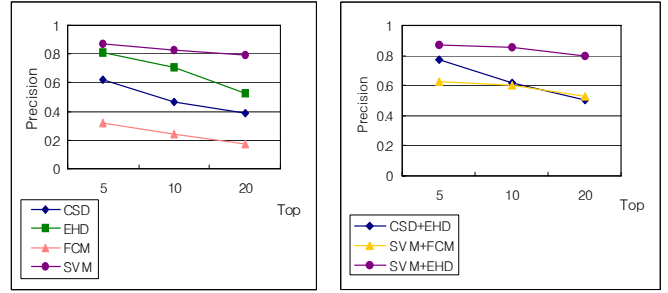 1
0.8
0.6
0.4
0.2
0
Precision
5 10 20
Top
CSD
EHD
FCM
SVM
1
0.8
0.6
0.4
0.2
0
Precision
5 10 20
Top
CSD+EHD
SVM+FCM
SVM+EHD